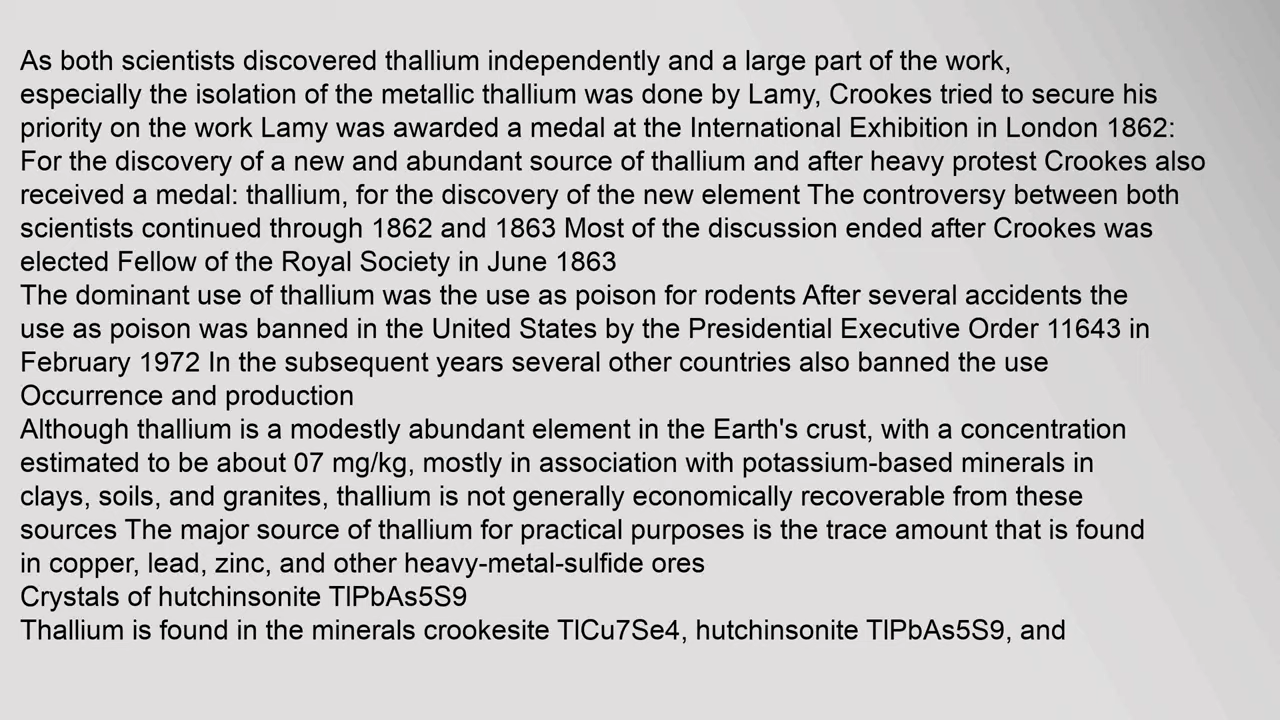 As both scientists discovered thallium independently and a large part of the work,
especially the isolation of the metallic thallium was done by Lamy, Crookes tried to secure his
priority on the work Lamy was awarded a medal at the International Exhibition in London 1862:
For the discovery of a new and abundant source of thallium and after heavy protest Crookes also
received a medal: thallium, for the discovery of the new element The controversy between both
scientists continued through 1862 and 1863 Most of the discussion ended after Crookes was
elected Fellow of the Royal Society in June 1863
The dominant use of thallium was the use as poison for rodents After several accidents the
use as poison was banned in the United States by the Presidential Executive Order 11643 in
February 1972 In the subsequent years several other countries also banned the use
Occurrence and production
Although thallium is a modestly abundant element in the Earth's crust, with a concentration
estimated to be about 07 mg/kg, mostly in association with potassium-based minerals in
clays, soils, and granites, thallium is not generally economically recoverable from these
sources The major source of thallium for practical purposes is the trace amount that is found
in copper, lead, zinc, and other heavy-metal-sulfide ores
Crystals of hutchinsonite TlPbAs5S9
Thallium is found in the minerals crookesite TlCu7Se4, hutchinsonite TlPbAs5S9, and